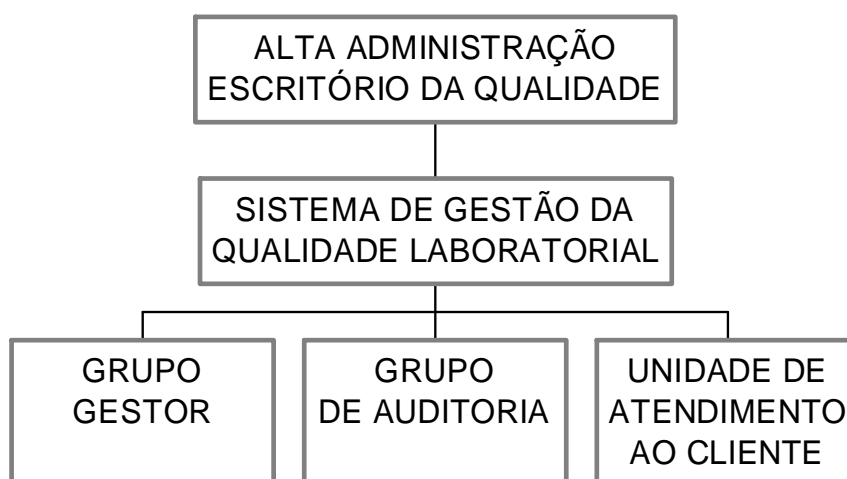 ALTA ADMINISTRAÇÃO
ESCRITÓRIO DA QUALIDADE
SISTEMA DE GESTÃO DA
QUALIDADE LABORATORIAL
GRUPO
GESTOR
GRUPO
DE AUDITORIA
UNIDADE DE
ATENDIMENTO
AO CLIENTE